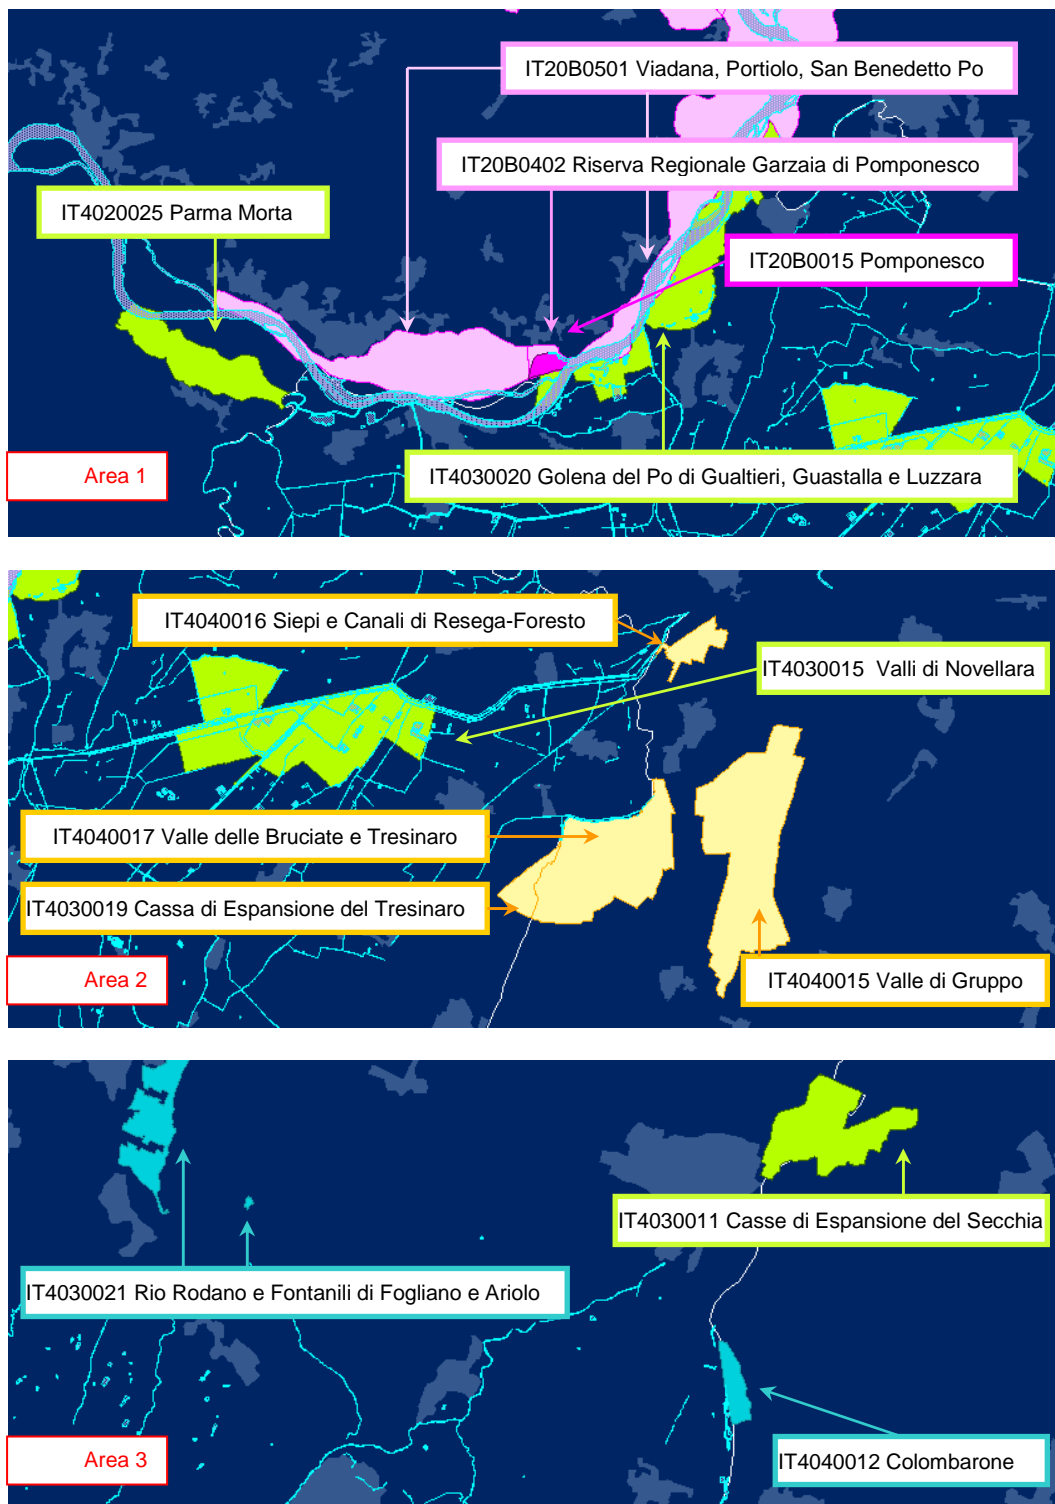 IT20B0501 Viadana, Portiolo, San Benedetto Po
IT20B0402 Riserva Regionale Garzaia di Pomponesco
IT4020025 Parma Morta
IT20B0015 Pomponesco
IT4030020 Golena del Po di Gualtieri, Guastalla e Luzzara
Area 1
IT4040016 Siepi e Canali di Resega-Foresto
IT4030015 Valli di Novellara
IT4040017 Valle delle Bruciate e Tresinaro
IT4030019 Cassa di Espansione del Tresinaro
Area 2
IT4040015 Valle di Gruppo
IT4030011 Casse di Espansione del Secchia
IT4030021 Rio Rodano e Fontanili di Fogliano e Ariolo
Area 3
IT4040012 Colombarone